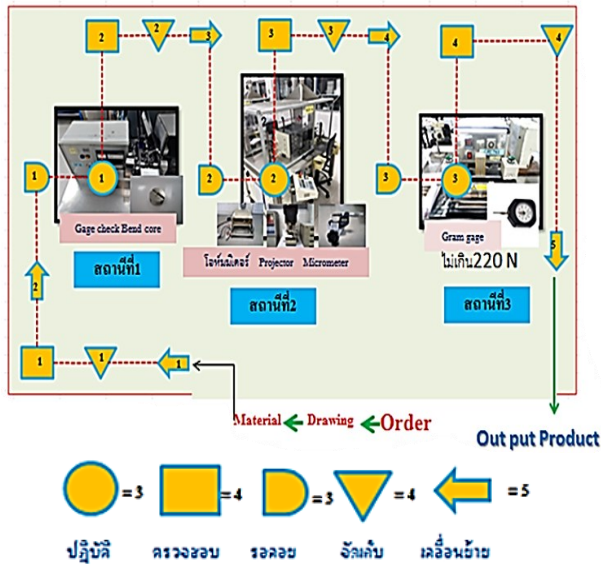 2 2 3 3 3 4 4 4
1 1 2 2 3 3
Gage check Bend core
สถานีที่1
โอห์มมิเตอร์ Projector Micrometer
สถานีที่2
Gram gage
ไม่เกิน220 N
สถานีที่3
5
2
1 1 1
Material Drawing Order
Out put Product
= 3 = 4 = 3 = 4 = 5
ปฏิบัติ ตรวจสอบ รอคอย จัดเก็บ เคลื่อนย้าย